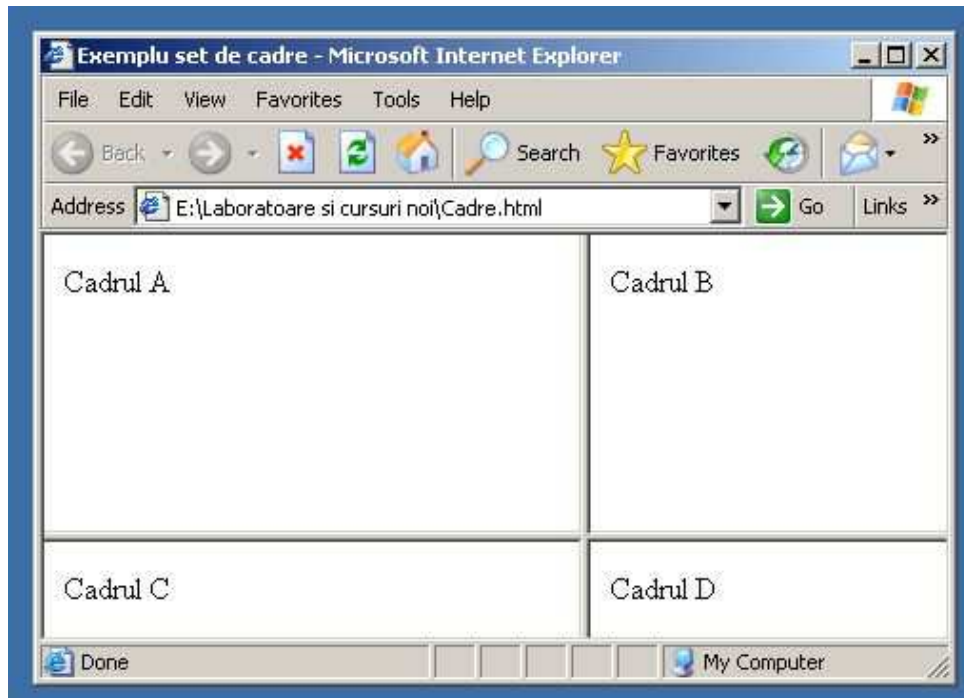 Exemplu set de cadre - Microsoft Internet Explorer
File Edit View Favorites Tools Help
Back Search Favorites »
Address E:\Laboratoare si cursuri noi\Cadre.html Go Links »
Cadrul A Cadrul B
Cadrul C Cadrul D
Done My Computer